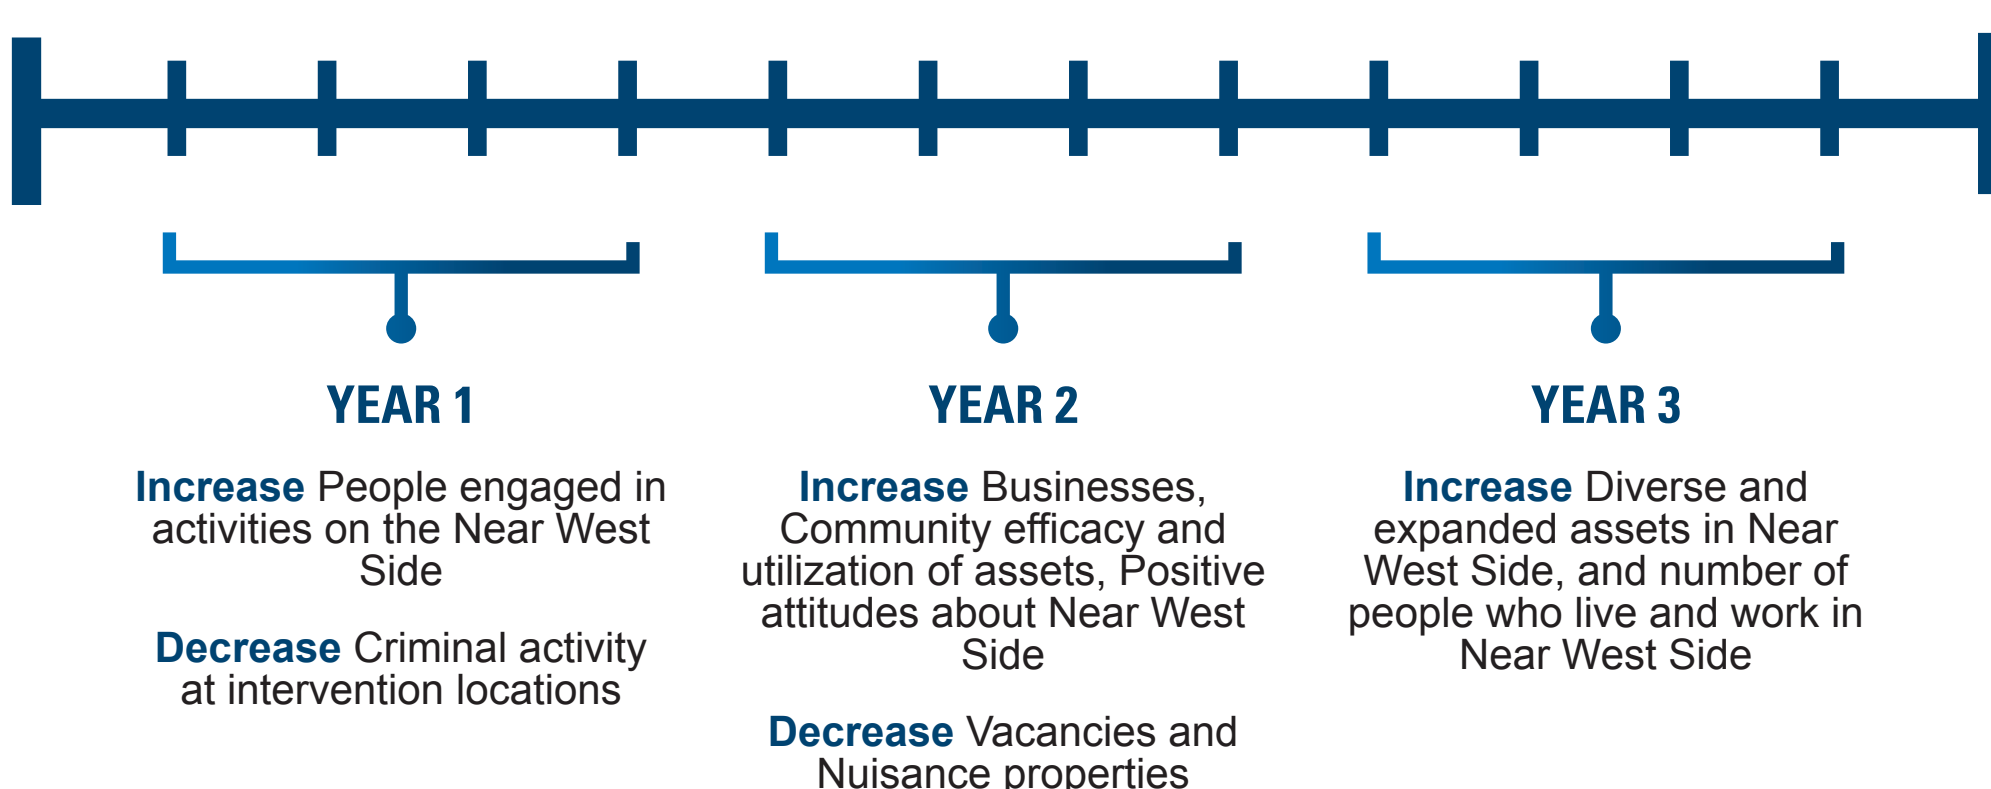 YEAR 1
Increase People engaged in
activities on the Near West
Side
Decrease Criminal activity
at intervention locations
YEAR 2
Increase Businesses,
Community efficacy and
utilization of assets, Positive
attitudes about Near West
Side
Decrease Vacancies and
Nuisance properties
YEAR 3
Increase Diverse and
expanded assets in Near
West Side, and number of
people who live and work in
Near West Side